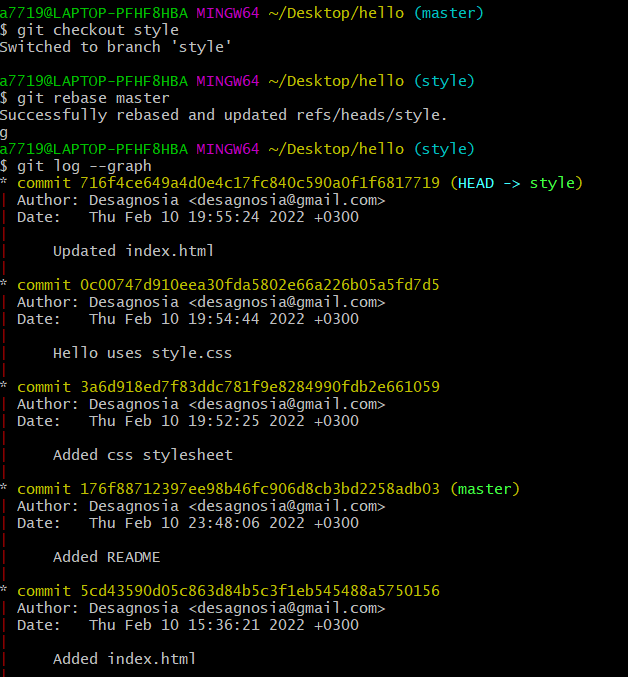 a7719@LAPTOP-PFHF8HBA MINGW64 ~/Desktop/hello (master)
$ git checkout style
Switched to branch 'style'
a7719@LAPTOP-PFHF8HBA MINGW64 ~/Desktop/hello (style)
$ git rebase master
Successfully rebased and updated refs/heads/style.
g
a7719@LAPTOP-PFHF8HBA MINGW64 ~/Desktop/hello (style)
$ git log --graph
* commit 716f4ce649a4d0e4c17fc840c590a0f1f6817719 (HEAD -> style)
| Author: Desagnosia <desagnosia@gmail.com>
| Date:   Thu Feb 10 19:55:24 2022 +0300
|
|     Updated index.html
|
* commit 0c00747d910eea30fda5802e66a226b05a5fd7d5
| Author: Desagnosia <desagnosia@gmail.com>
| Date:   Thu Feb 10 19:54:44 2022 +0300
|
|     Hello uses style.css
|
* commit 3a6d918ed7f83ddc781f9e8284990fdb2e661059
| Author: Desagnosia <desagnosia@gmail.com>
| Date:   Thu Feb 10 19:52:25 2022 +0300
|
|     Added css stylesheet
|
* commit 176f88712397ee98b46fc906d8cb3bd2258adb03 (master)
| Author: Desagnosia <desagnosia@gmail.com>
| Date:   Thu Feb 10 23:48:06 2022 +0300
|
|     Added README
|
* commit 5cd43590d05c863d84b5c3f1eb545488a5750156
| Author: Desagnosia <desagnosia@gmail.com>
| Date:   Thu Feb 10 15:36:21 2022 +0300
|
|     Added index.html
|